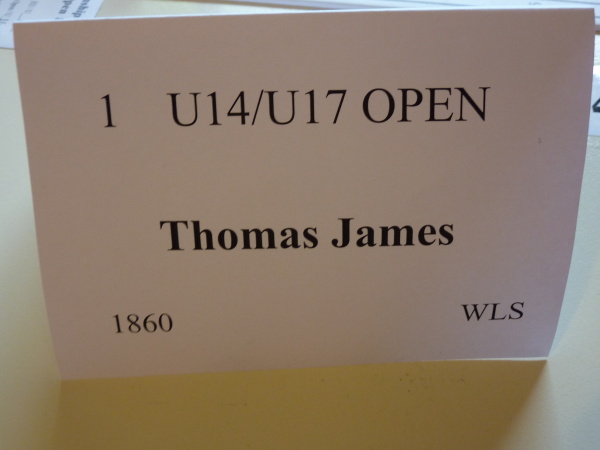 1 U14/U17 OPEN
Thomas James
1860 WLS